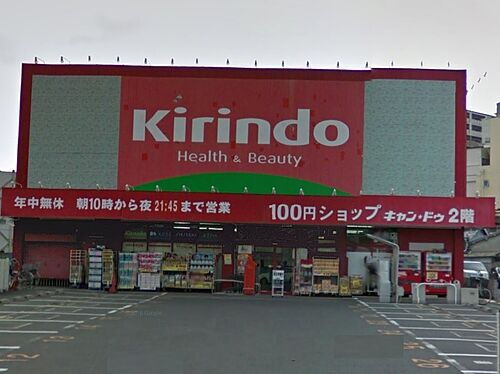 Kirindo
Health & Beauty
年中無休 朝10時から夜21:45まで営業
100円ショップ キャン・ドゥ 2階